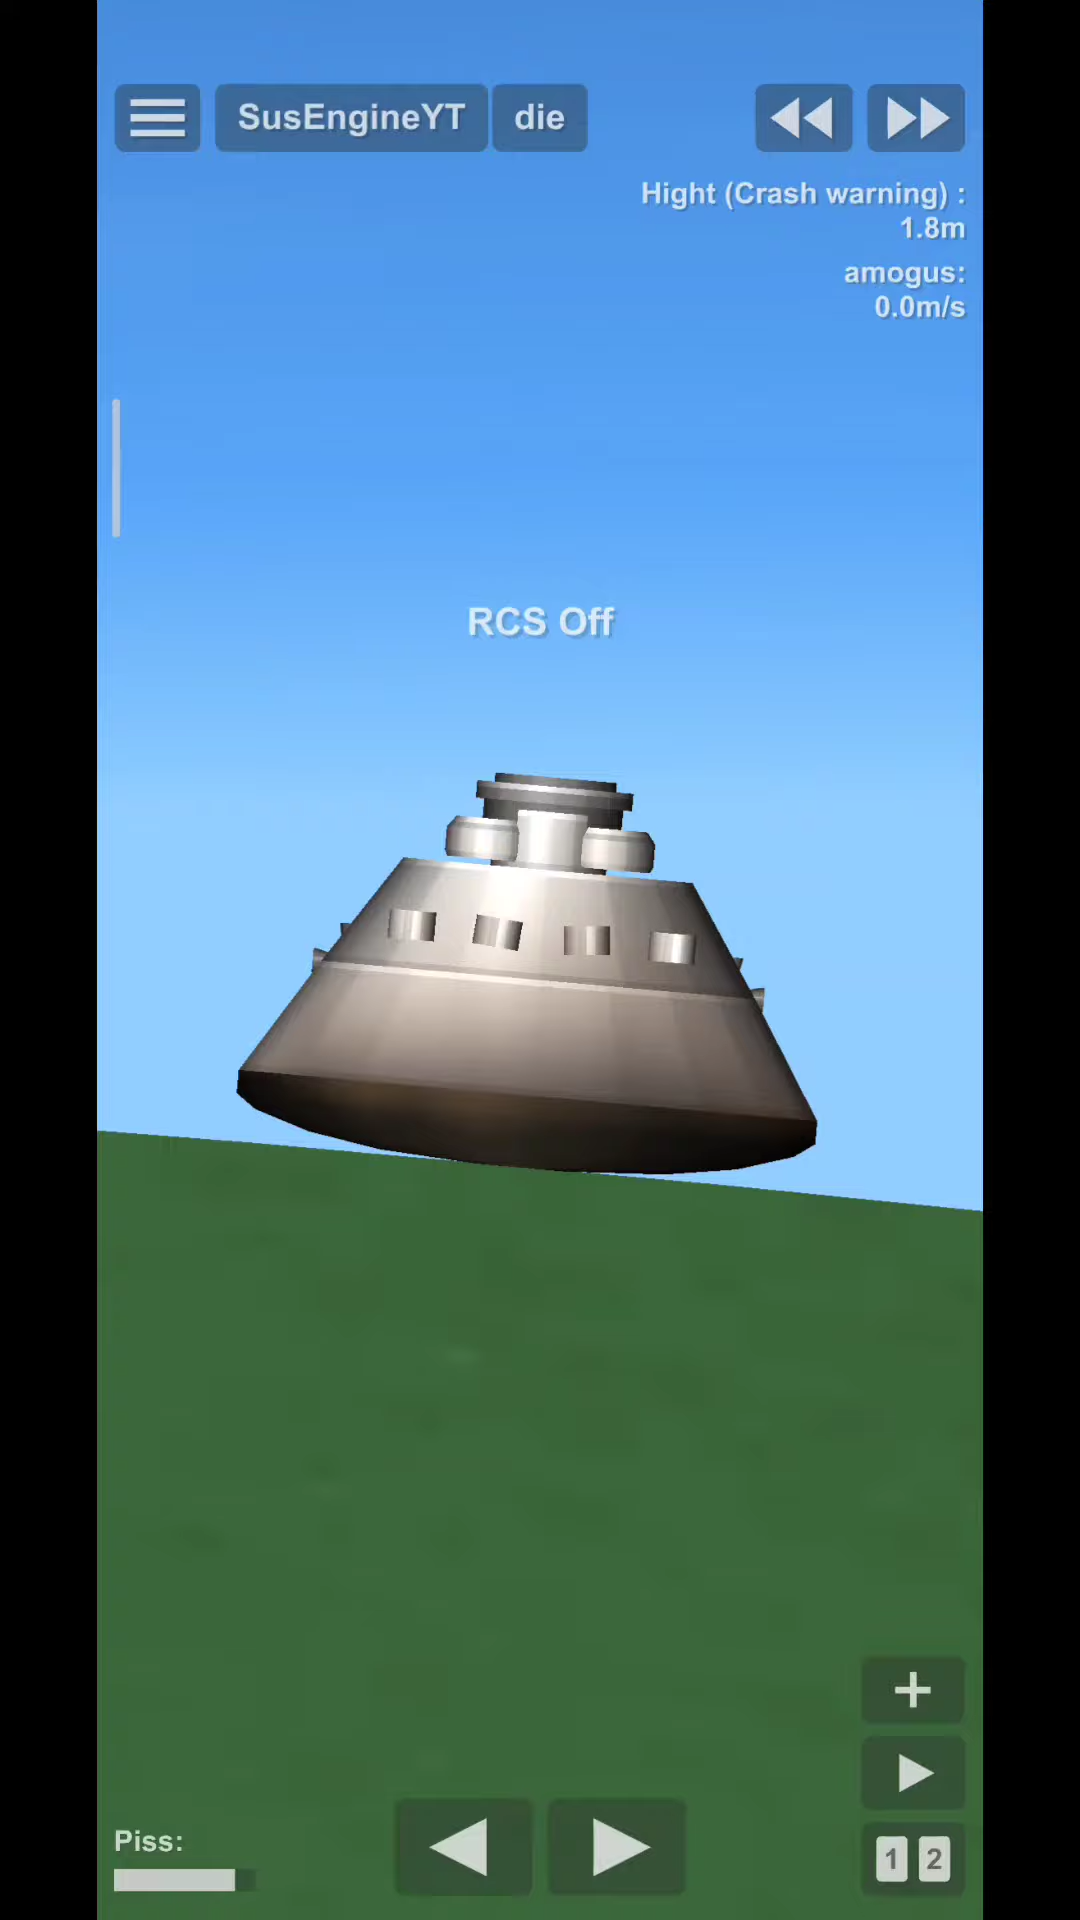 SusEngineYT die
Hight (Crash warning) :
1.8m
amogus:
0.0m/s
RCS Off
Piss:
1 2